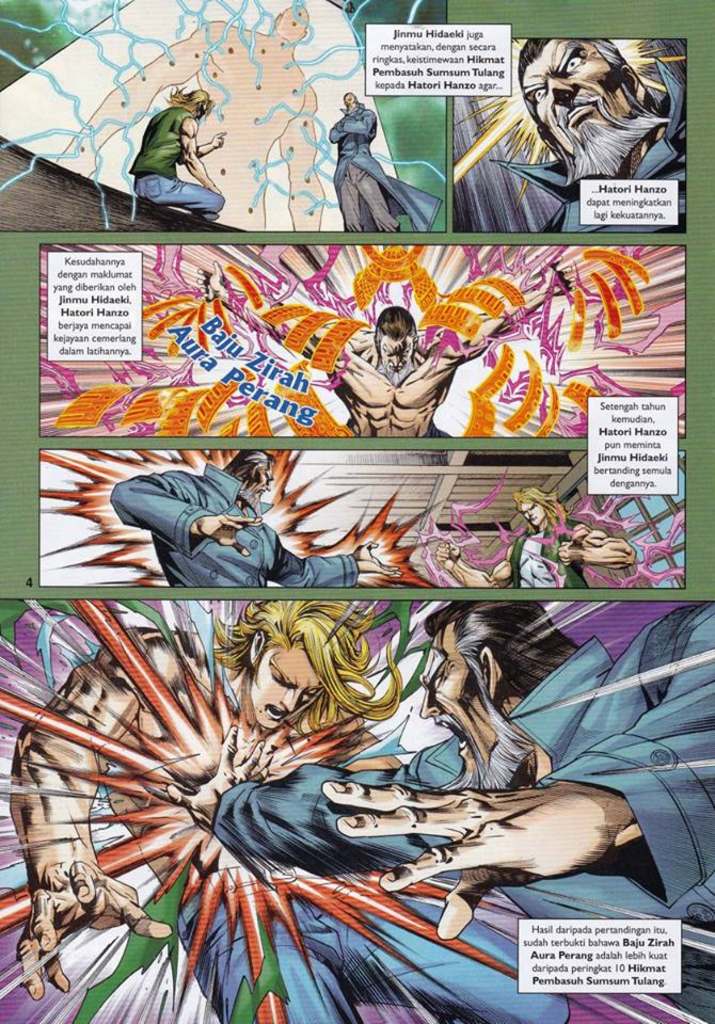 Jinmu Hidaeki juga
menyatakan, dengan secara
ringkas, keistimewaan Hikmat
Pembasuh Sumsum Tulang
kepada Hatori Hanzo agar...
...Hatori Hanzo
dapat meningkatkan
lagi kekuatannya.
Kesudahannya
dengan maklumat
yang diberikan oleh
Jinmu Hidaeki,
Hatori Hanzo
berjaya mencapai
kejayaan cemerlang
dalam latihannya.
Baju Zirah
Aura Perang
Setengah tahun
kemudian,
Hatori Hanzo
pun meminta
Jinmu Hidaeki
bertanding semula
dengannya.
4
Hasil daripada pertandingan itu,
sudah terbukti bahawa Baju Zirah
Aura Perang adalah lebih kuat
daripada peringkat 10 Hikmat
Pembasuh Sumsum Tulang.